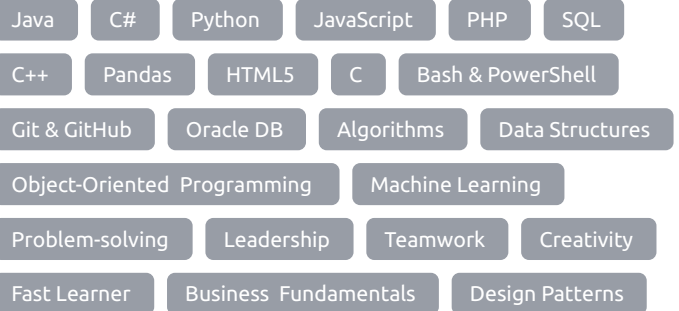 Java C# Python JavaScript PHP SQL
C++ Pandas HTML5 C Bash & PowerShell
Git & GitHub Oracle DB Algorithms Data Structures
Object-Oriented Programming Machine Learning
Problem-solving Leadership Teamwork Creativity
Fast Learner Business Fundamentals Design Patterns